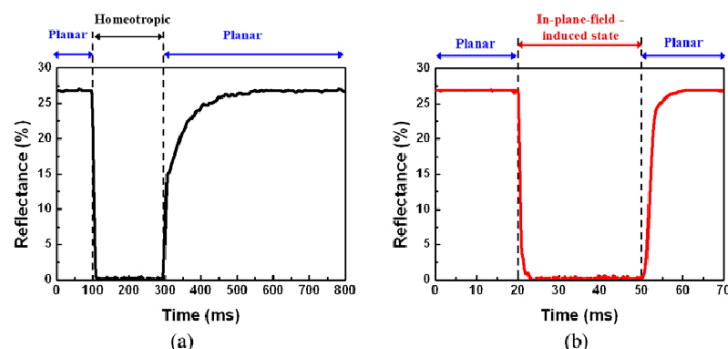 Homeotropic
Planar
Planar
30
25
20
15
10
5
0
Reflectance (%)
0 100 200 300 400 500 600 700 800
Time (ms)
(a)
In-plane-field –
induced state
Planar
Planar
30
25
20
15
10
5
0
Reflectance (%)
0 10 20 30 40 50 60 70
Time (ms)
(b)